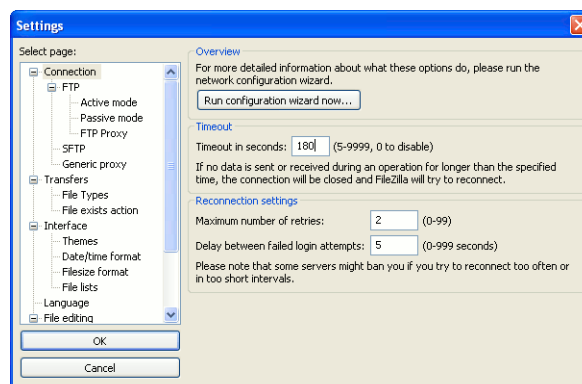 Settings
Select page:
Connection
FTP
Active mode
Passive mode
FTP Proxy
SFTP
Generic proxy
Transfers
File Types
File exists action
Interface
Themes
Date/time format
Filesize format
File lists
Language
File editing
OK
Cancel
Overview
For more detailed information about what these options do, please run the
network configuration wizard.
Run configuration wizard now...
Timeout
Timeout in seconds: 180 (5-9999, 0 to disable)
If no data is sent or received during an operation for longer than the specified
time, the connection will be closed and FileZilla will try to reconnect.
Reconnection settings
Maximum number of retries: 2 (0-99)
Delay between failed login attempts: 5 (0-999 seconds)
Please note that some servers might ban you if you try to reconnect too often or
in too short intervals.